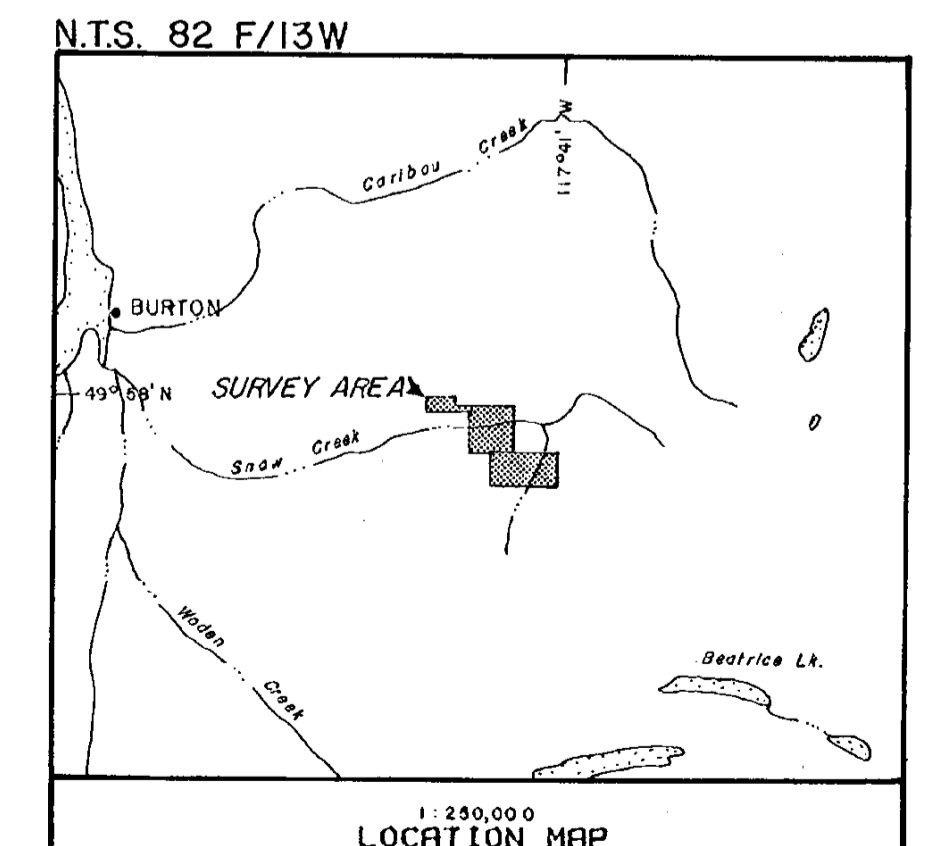 N.T.S. 82 F/13W
117°41' W
Caribou Creek
BURTON
49° 58' N
SURVEY AREA
Snow Creek
Woden Creek
Beatrice Lk.
1:250,000
LOCATION MAP